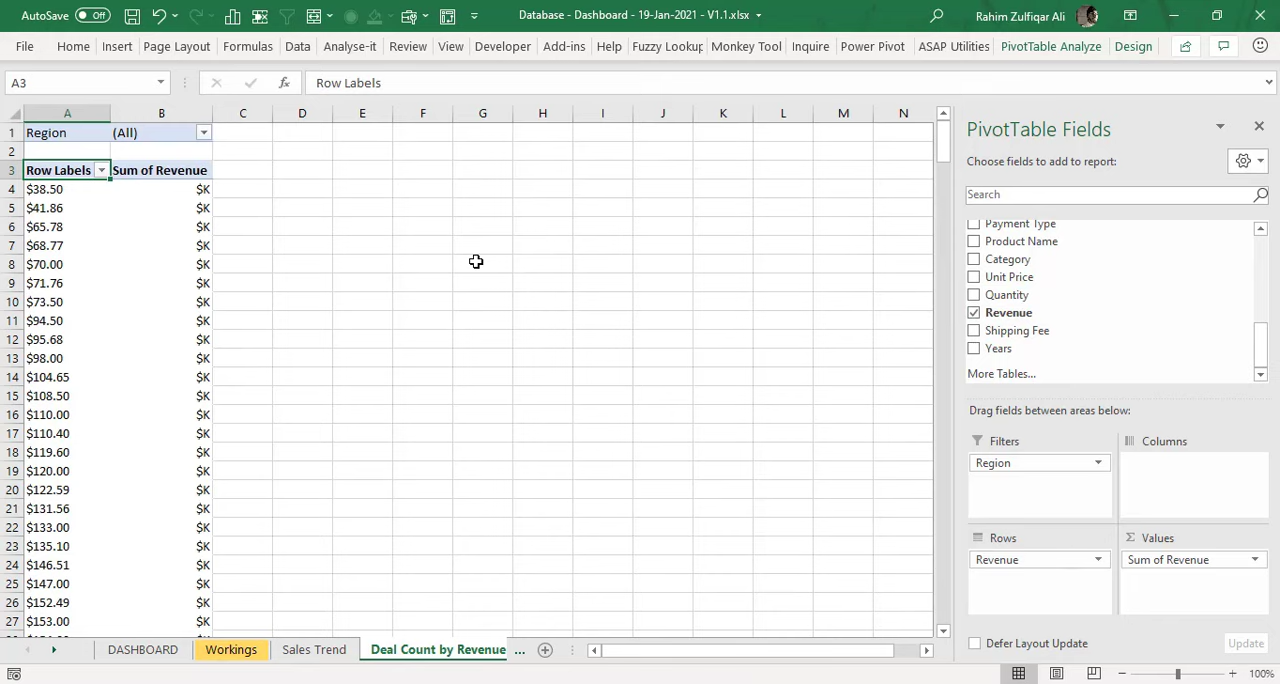 AutoSave Off Database - Dashboard - 19-Jan-2021 - V1.1.xlsx Rahim Zulfiqar Ali
File Home Insert Page Layout Formulas Data Analyse-it Review View Developer Add-ins Help Fuzzy Lookup Monkey Tool Inquire Power Pivot ASAP Utilities PivotTable Analyze Design
A3 fx Row Labels
A B C D E F G H I J K L M N
1 Region (All)
2
3 Row Labels Sum of Revenue
4 $38.50 $K
5 $41.86 $K
6 $65.78 $K
7 $68.77 $K
8 $70.00 $K
9 $71.76 $K
10 $73.50 $K
11 $94.50 $K
12 $95.68 $K
13 $98.00 $K
14 $104.65 $K
15 $108.50 $K
16 $110.00 $K
17 $110.40 $K
18 $119.60 $K
19 $120.00 $K
20 $122.59 $K
21 $131.56 $K
22 $133.00 $K
23 $135.10 $K
24 $146.51 $K
25 $147.00 $K
26 $152.49 $K
27 $153.00 $K
PivotTable Fields
Choose fields to add to report:
Search
Payment Type
Product Name
Category
Unit Price
Quantity
Revenue
Shipping Fee
Years
More Tables...
Drag fields between areas below:
Filters Columns
Region
Rows Σ Values
Revenue Sum of Revenue
Defer Layout Update Update
DASHBOARD Workings Sales Trend Deal Count by Revenue ...
100%